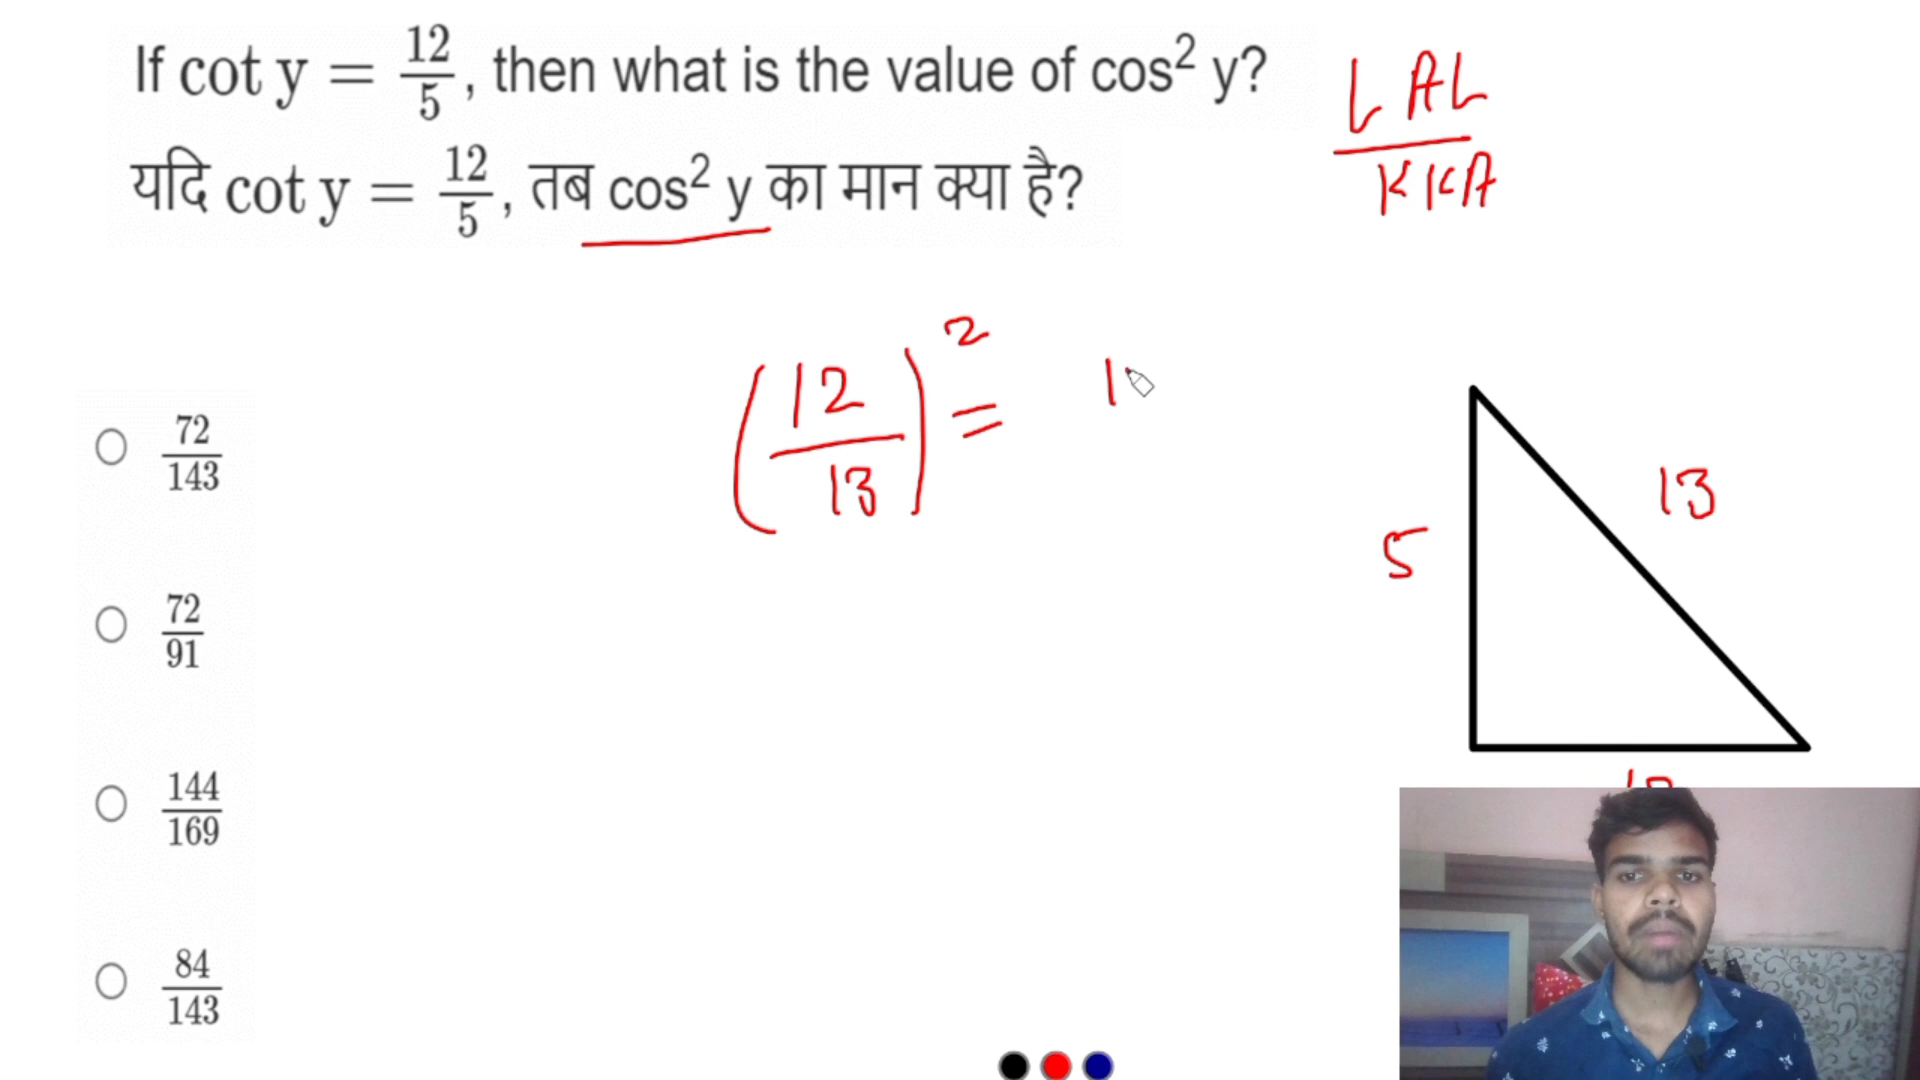 If cot y = 12/5, then what is the value of cos² y?
यदि cot y = 12/5, तब cos² y का मान क्या है?
LAL
KKA
(12/13)² = 1
72/143
72/91
144/169
84/143
5
13